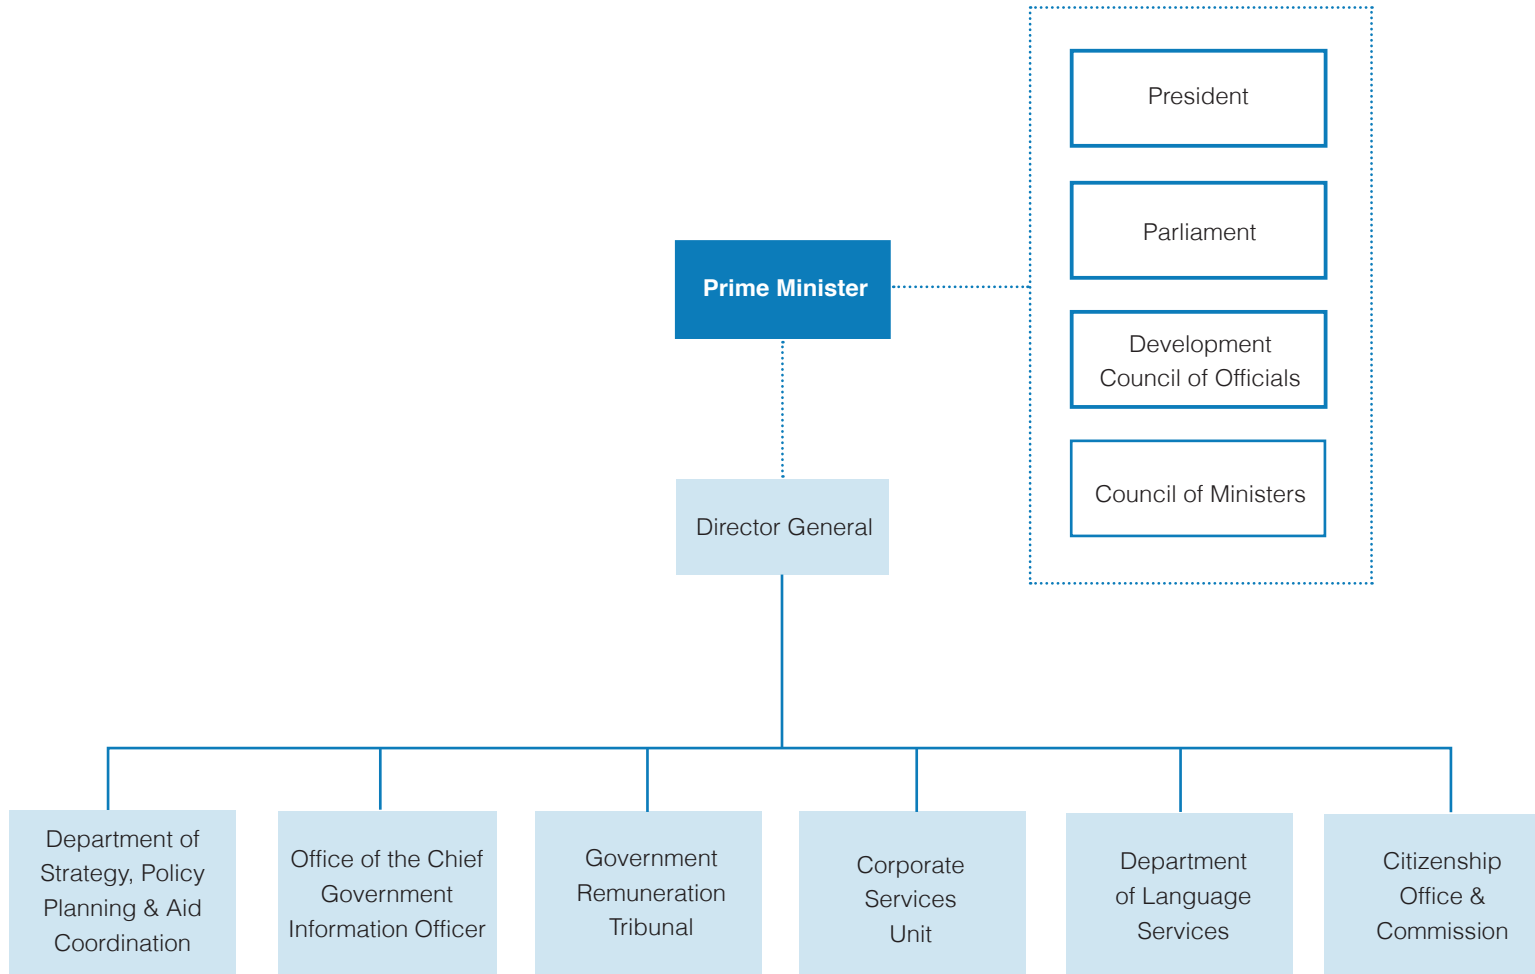 President
Parliament
Prime Minister
Development
Council of Officials
Council of Ministers
Director General
Department of
Strategy, Policy
Planning & Aid
Coordination
Office of the Chief
Government
Information Officer
Government
Remuneration
Tribunal
Corporate
Services
Unit
Department
of Language
Services
Citizenship
Office &
Commission